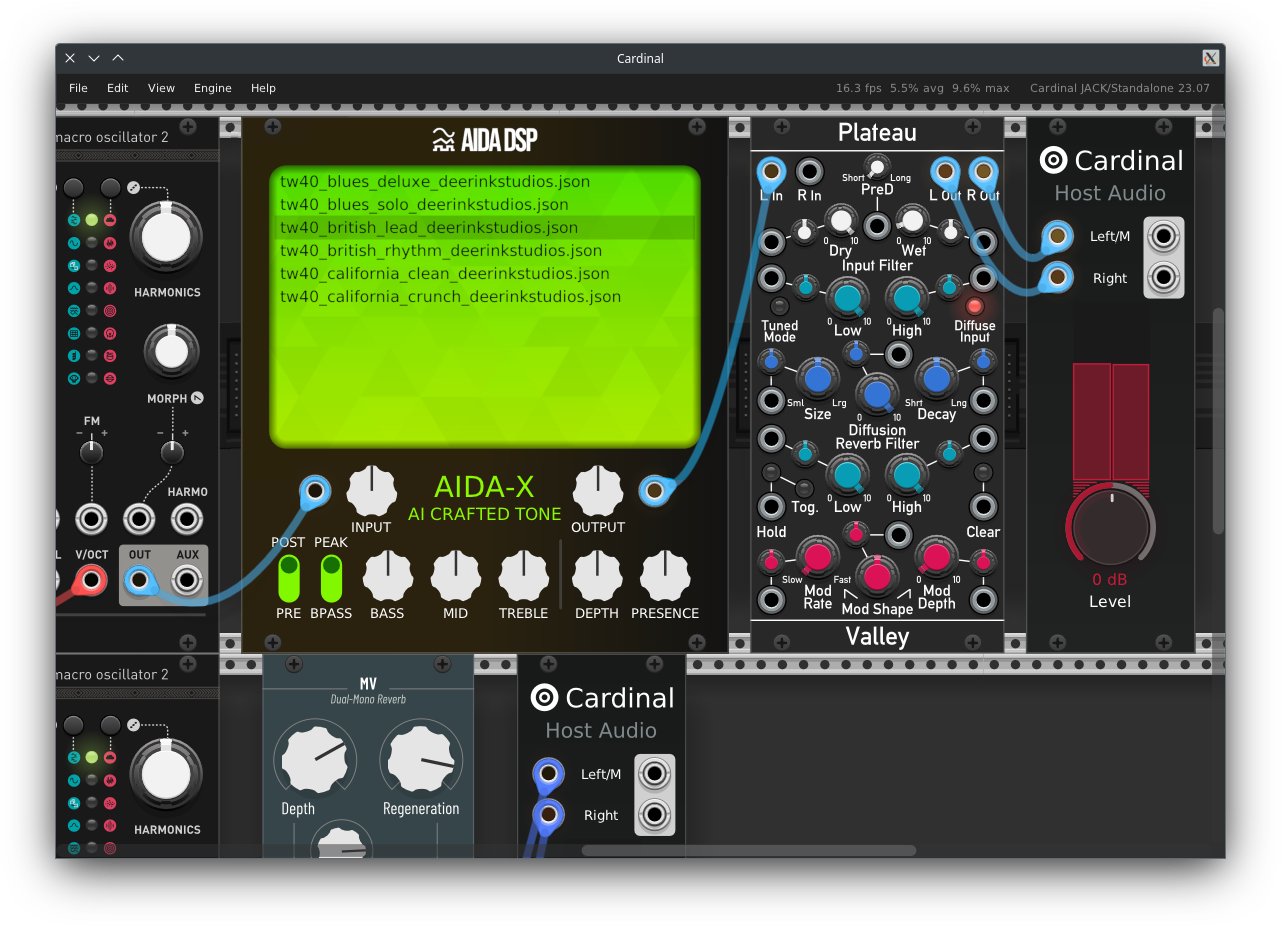 Cardinal
File Edit View Engine Help
16.3 fps 5.5% avg 9.6% max Cardinal JACK/Standalone 23.07
macro oscillator 2
HARMONICS
MORPH
FM
− +
− +
HARMO
V/OCT
OUT AUX
AIDA DSP
tw40_blues_deluxe_deerinkstudios.json
tw40_blues_solo_deerinkstudios.json
tw40_british_lead_deerinkstudios.json
tw40_british_rhythm_deerinkstudios.json
tw40_california_clean_deerinkstudios.json
tw40_california_crunch_deerinkstudios.json
AIDA-X
AI CRAFTED TONE
INPUT
OUTPUT
POST PEAK
PRE BPASS BASS MID TREBLE DEPTH PRESENCE
Plateau
Short Long
L In R In PreD L Out R Out
0 10 0 10
Dry Wet
Input Filter
0 10 0 10
Tuned Mode
Low High
Diffuse Input
Sml Lrg Shrt Lng
Size 0 10 Decay
Diffusion
Reverb Filter
0 10 0 10
Tog. Low High
Hold Clear
Slow Fast 0 10
Mod Rate
Mod Shape
Mod Depth
Valley
Cardinal
Host Audio
Left/M
Right
0 dB
Level
macro oscillator 2
HARMONICS
MV
Dual-Mono Reverb
Depth Regeneration
Cardinal
Host Audio
Left/M
Right